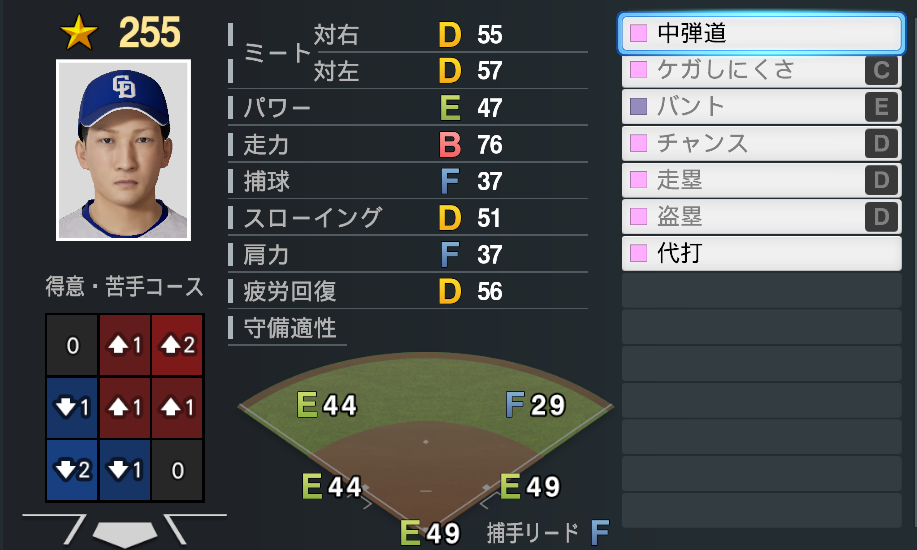 255
ミート 対右 D 55
対左 D 57
パワー E 47
走力 B 76
捕球 F 37
スローイング D 51
肩力 F 37
疲労回復 D 56
守備適性
E 44 F 29
E 44 E 49
E 49 捕手リード F
得意・苦手コース
0 1 2
1 1 1
2 1 0
中弾道
ケガしにくさ C
バント E
チャンス D
走塁 D
盗塁 D
代打